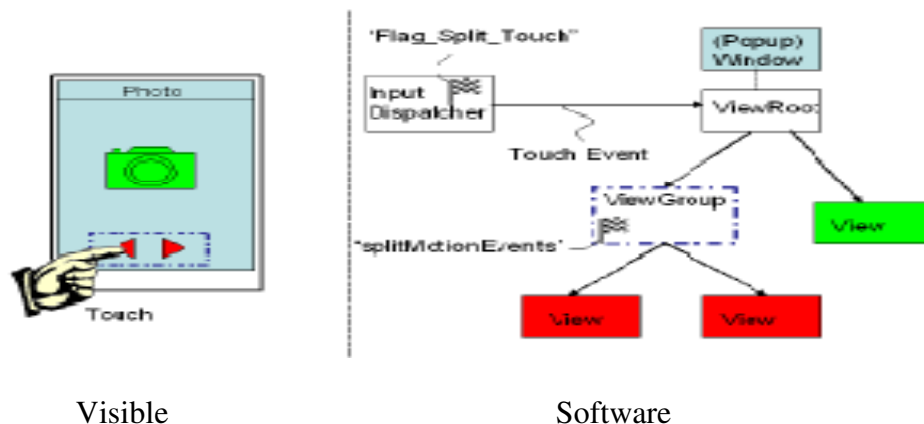 Photo
Touch
"Flag_Split_Touch"
Input
Dispatcher
Touch Event
(Popup)
Window
ViewRoot
ViewGroup
"splitMotionEvents"
View
View
View
Visible
Software